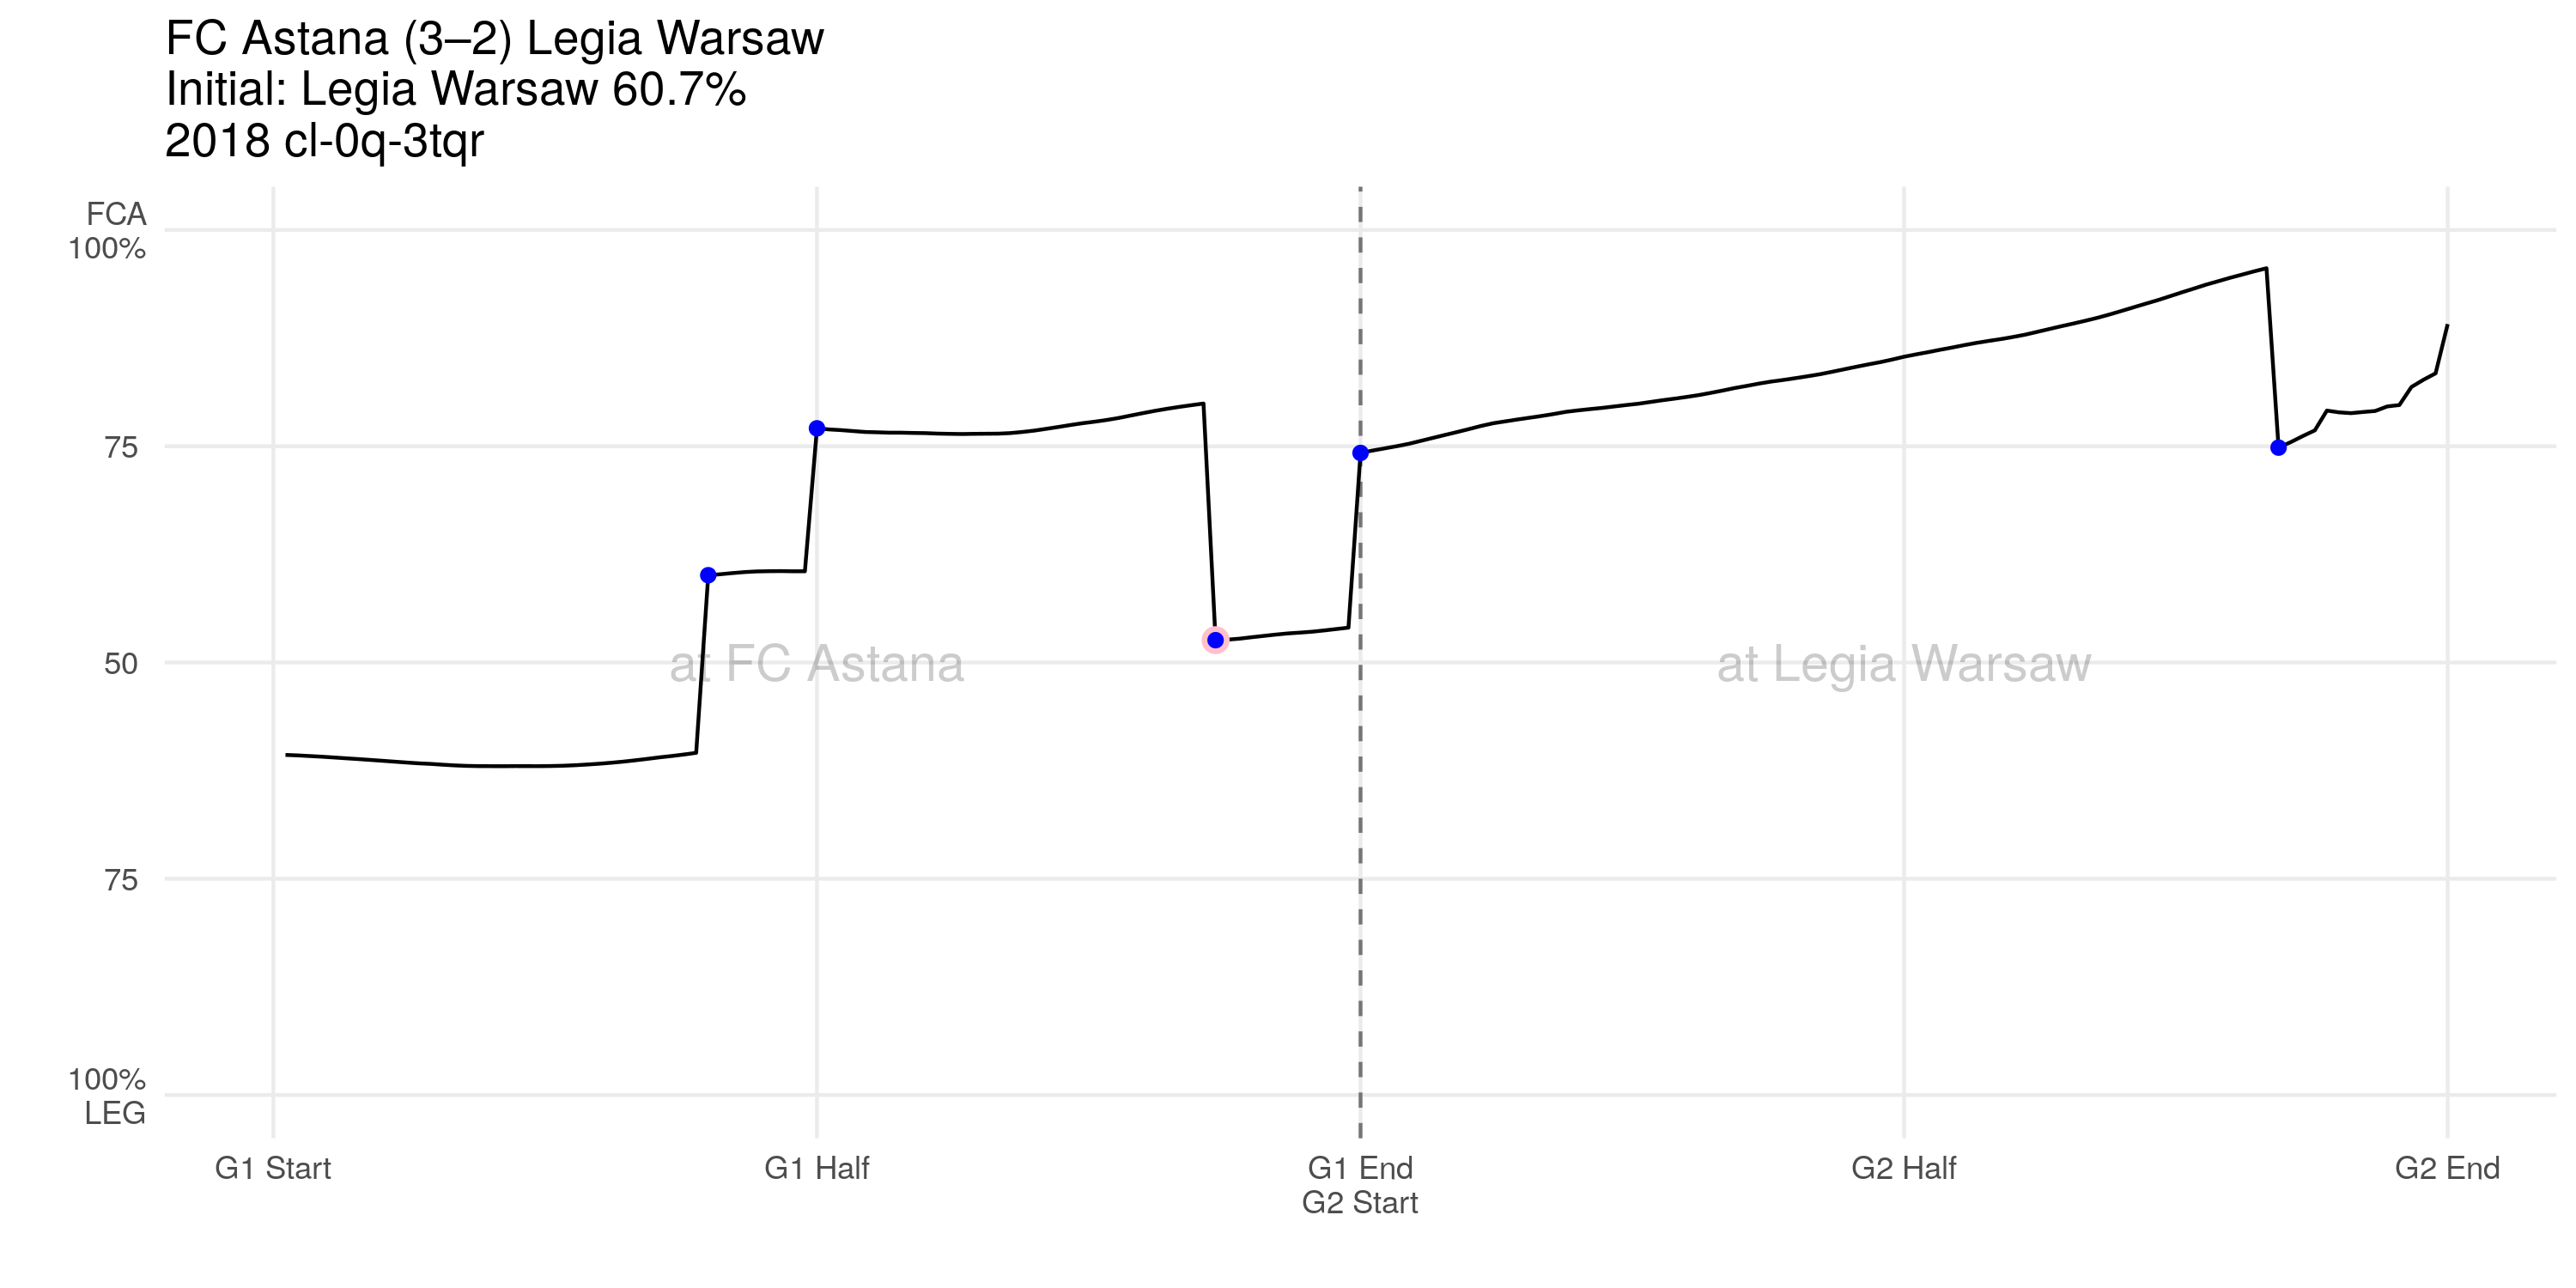 FC Astana (3–2) Legia Warsaw
Initial: Legia Warsaw 60.7%
2018 cl-0q-3tqr
FCA
100%
75
50
75
100%
LEG
at FC Astana
at Legia Warsaw
G1 Start
G1 Half
G1 End
G2 Start
G2 Half
G2 End